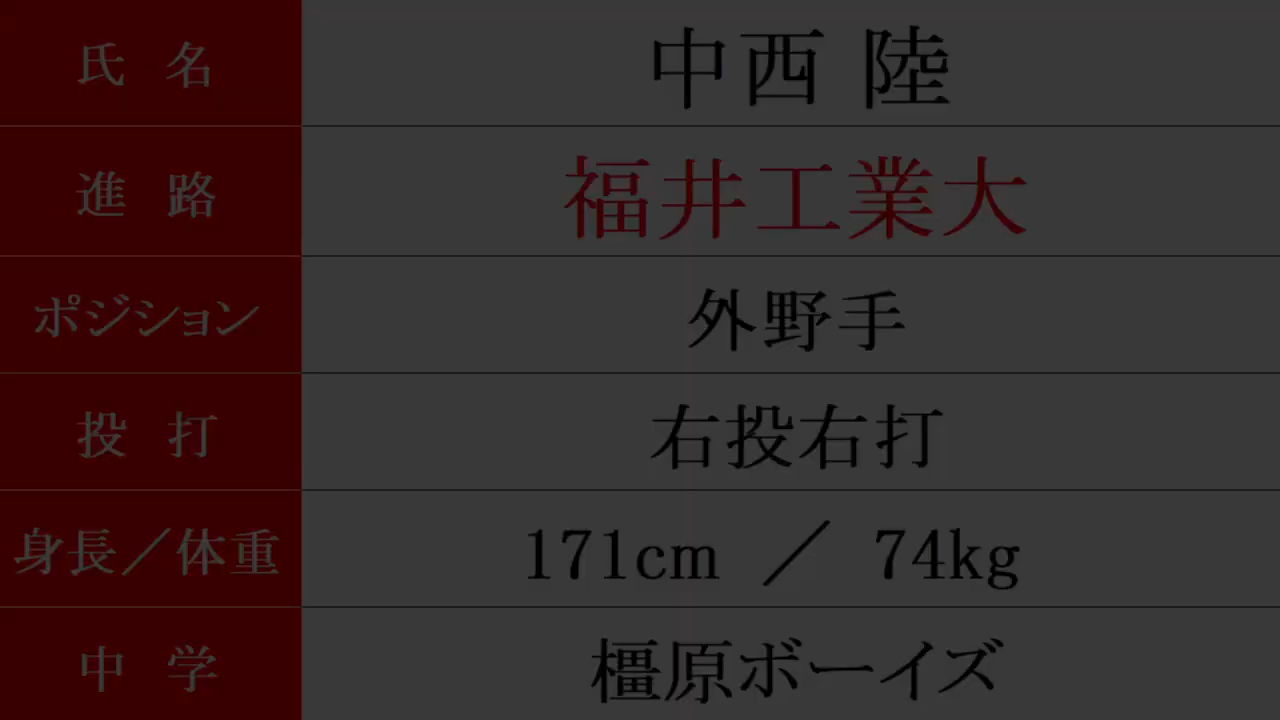 氏 名 中西 陸
進 路 福井工業大
ポジション 外野手
投 打 右投右打
身長／体重 171cm ／ 74kg
中 学 橿原ボーイズ